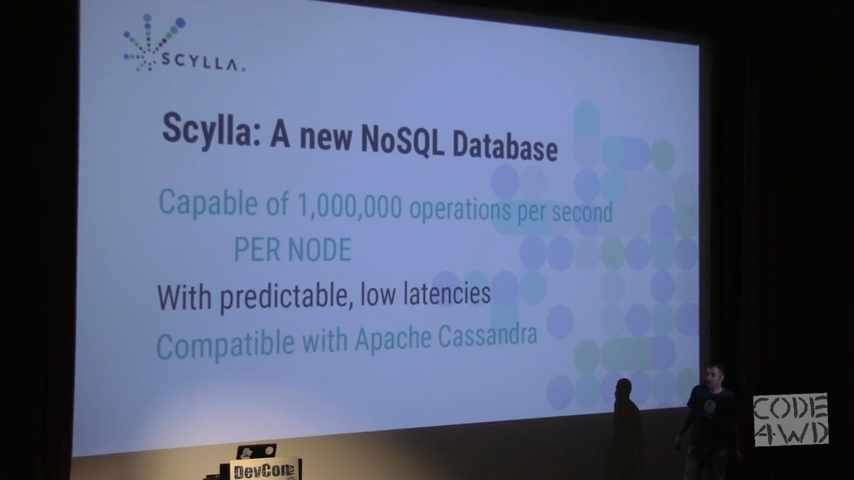 SCYLLA.
Scylla: A new NoSQL Database
Capable of 1,000,000 operations per second
PER NODE
With predictable, low latencies
Compatible with Apache Cassandra
DevCon
CODE
4WD